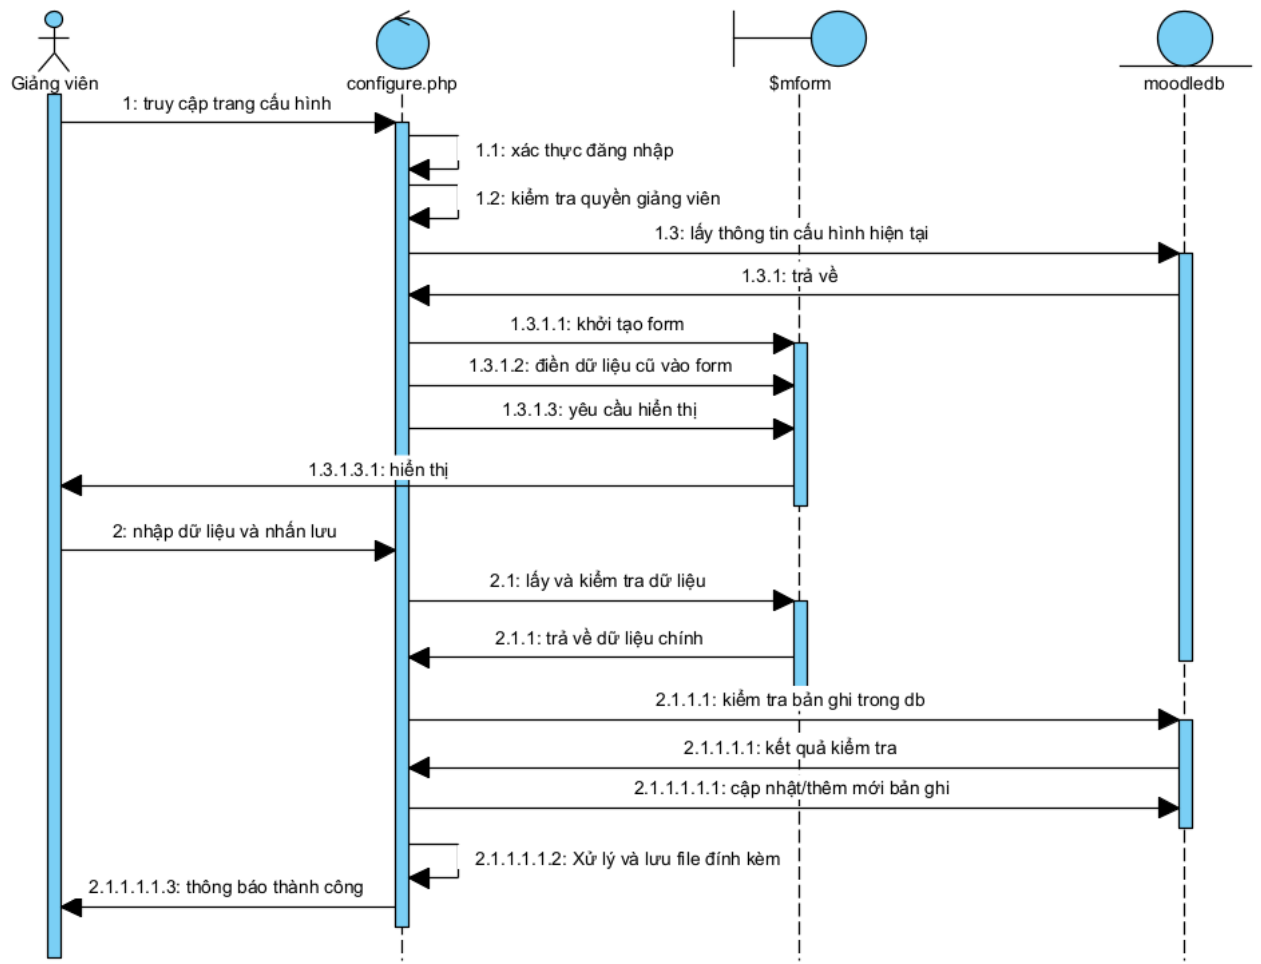 Giảng viên
configure.php
$mform
moodledb
1: truy cập trang cấu hình
1.1: xác thực đăng nhập
1.2: kiểm tra quyền giảng viên
1.3: lấy thông tin cấu hình hiện tại
1.3.1: trả về
1.3.1.1: khởi tạo form
1.3.1.2: điền dữ liệu cũ vào form
1.3.1.3: yêu cầu hiển thị
1.3.1.3.1: hiển thị
2: nhập dữ liệu và nhấn lưu
2.1: lấy và kiểm tra dữ liệu
2.1.1: trả về dữ liệu chính
2.1.1.1: kiểm tra bản ghi trong db
2.1.1.1.1: kết quả kiểm tra
2.1.1.1.1.1: cập nhật/thêm mới bản ghi
2.1.1.1.1.2: Xử lý và lưu file đính kèm
2.1.1.1.1.3: thông báo thành công